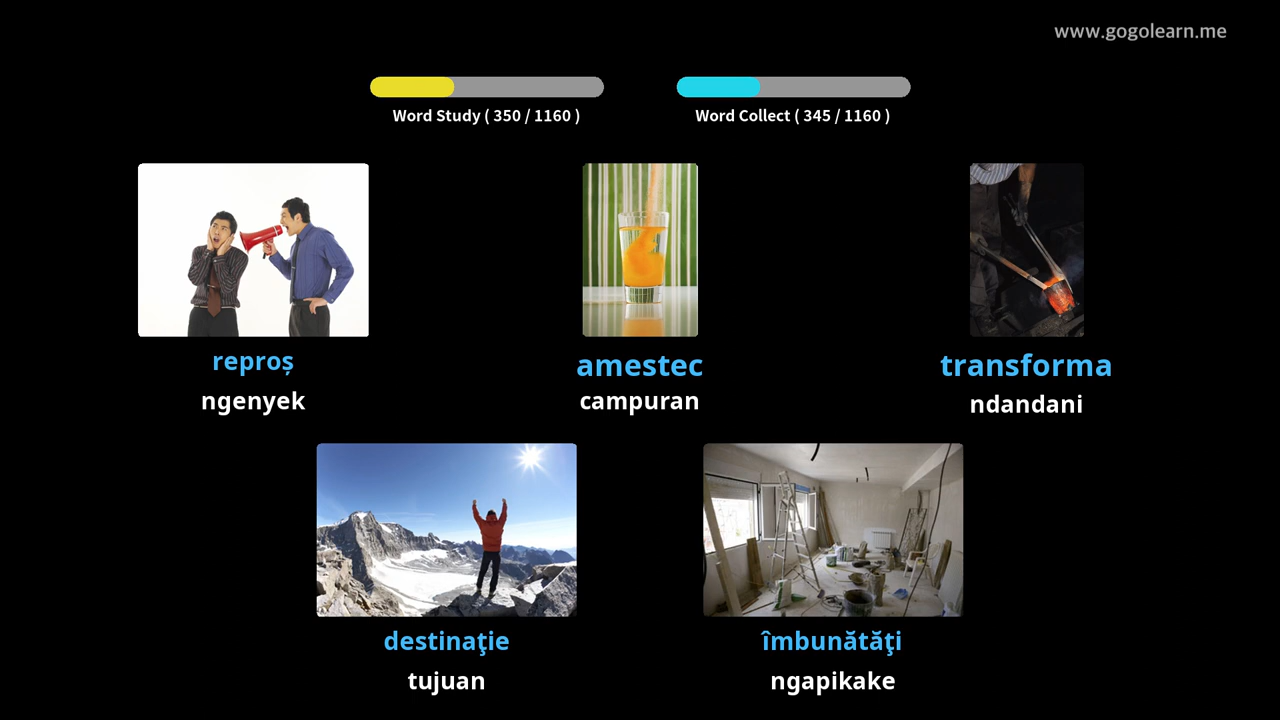 www.gogolearn.me
Word Study ( 350 / 1160 )
Word Collect ( 345 / 1160 )
reproș
amestec
transforma
ngenyek
campuran
ndandani
destinaţie
îmbunătăţi
tujuan
ngapikake